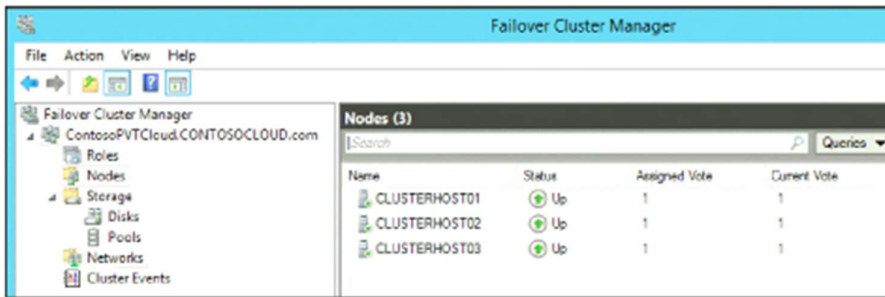 Failover Cluster Manager
File Action View Help
Failover Cluster Manager
ContosoPVTCloud.CONTOSOCLOUD.com
Roles
Nodes
Storage
Disks
Pools
Networks
Cluster Events
Nodes (3)
Search Queries
Name Status Assigned Vote Current Vote
CLUSTERHOST01 Up 1 1
CLUSTERHOST02 Up 1 1
CLUSTERHOST03 Up 1 1